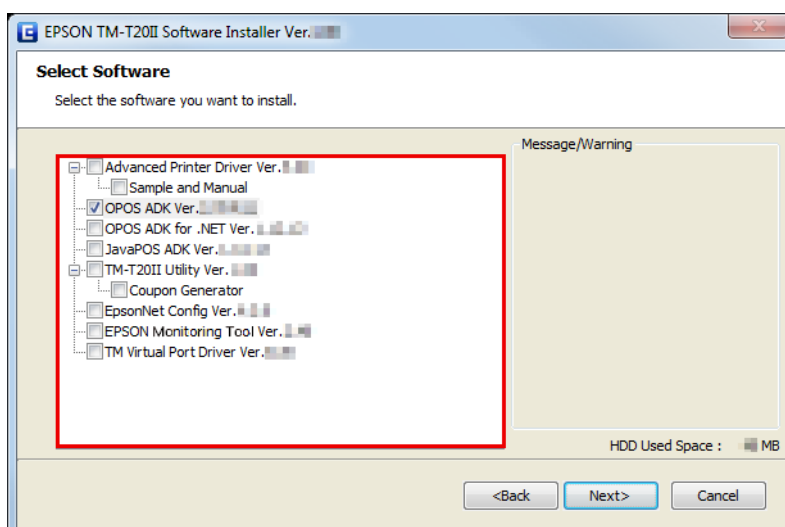 EPSON TM-T20II Software Installer Ver.
Select Software
Select the software you want to install.
Message/Warning
Advanced Printer Driver Ver.
Sample and Manual
OPOS ADK Ver.
OPOS ADK for .NET Ver.
JavaPOS ADK Ver.
TM-T20II Utility Ver.
Coupon Generator
EpsonNet Config Ver.
EPSON Monitoring Tool Ver.
TM Virtual Port Driver Ver.
HDD Used Space : MB
<Back Next> Cancel